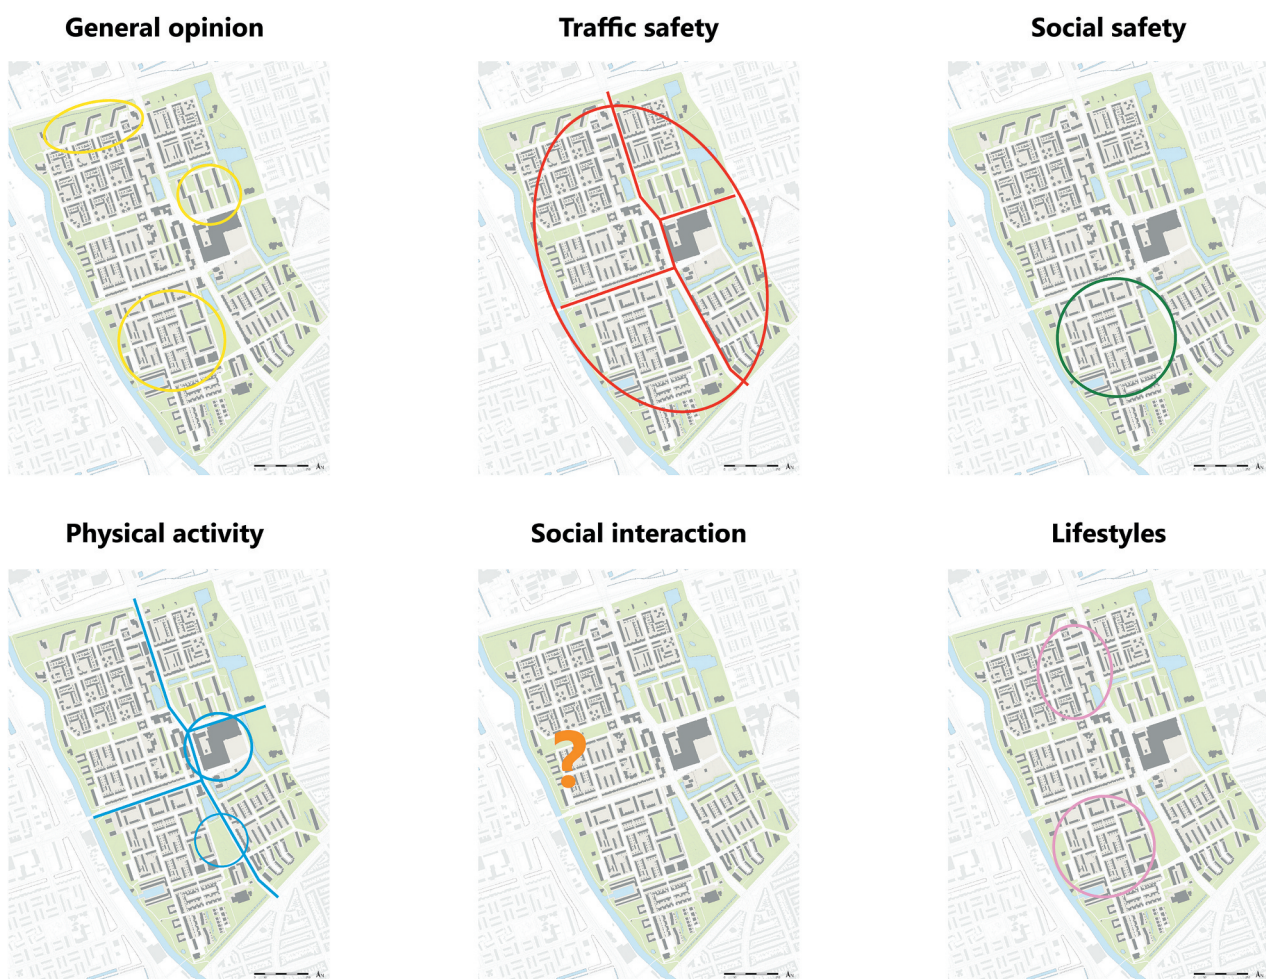 General opinion
Traffic safety
Social safety
Physical activity
Social interaction
Lifestyles
?